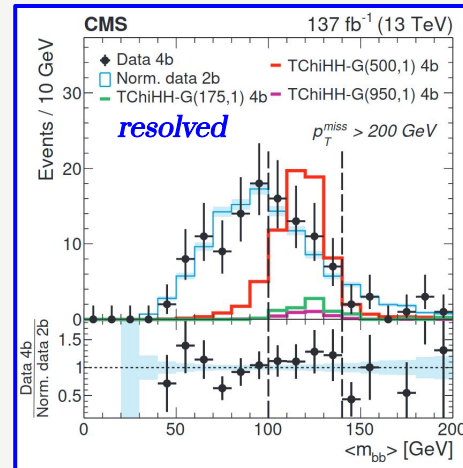 CMS 137 fb⁻¹ (13 TeV)
Events / 10 GeV
30
20
10
0
Data 4b
Norm. data 2b
TChiHH-G(175,1) 4b
TChiHH-G(500,1) 4b
TChiHH-G(950,1) 4b
resolved
p_T^miss > 200 GeV
Data 4b
Norm. data 2b
1.5
1
0.5
0 50 100 150 200
<m_bb> [GeV]